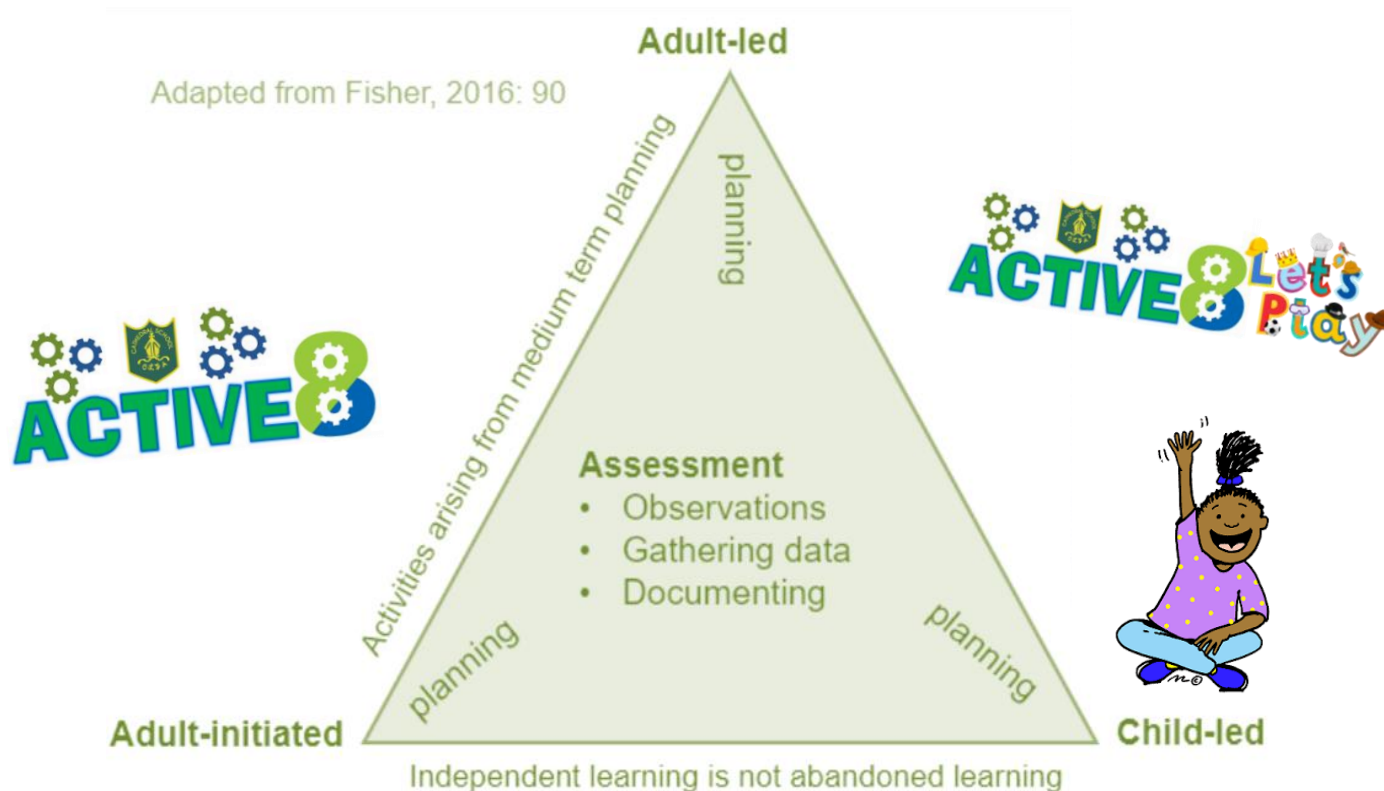 Adult-led
Adapted from Fisher, 2016: 90
Activities arising from medium term planning
planning
ACTIVE8
ACTIVE8 Let's
Play
Assessment
• Observations
• Gathering data
• Documenting
planning
planning
Adult-initiated
Child-led
Independent learning is not abandoned learning